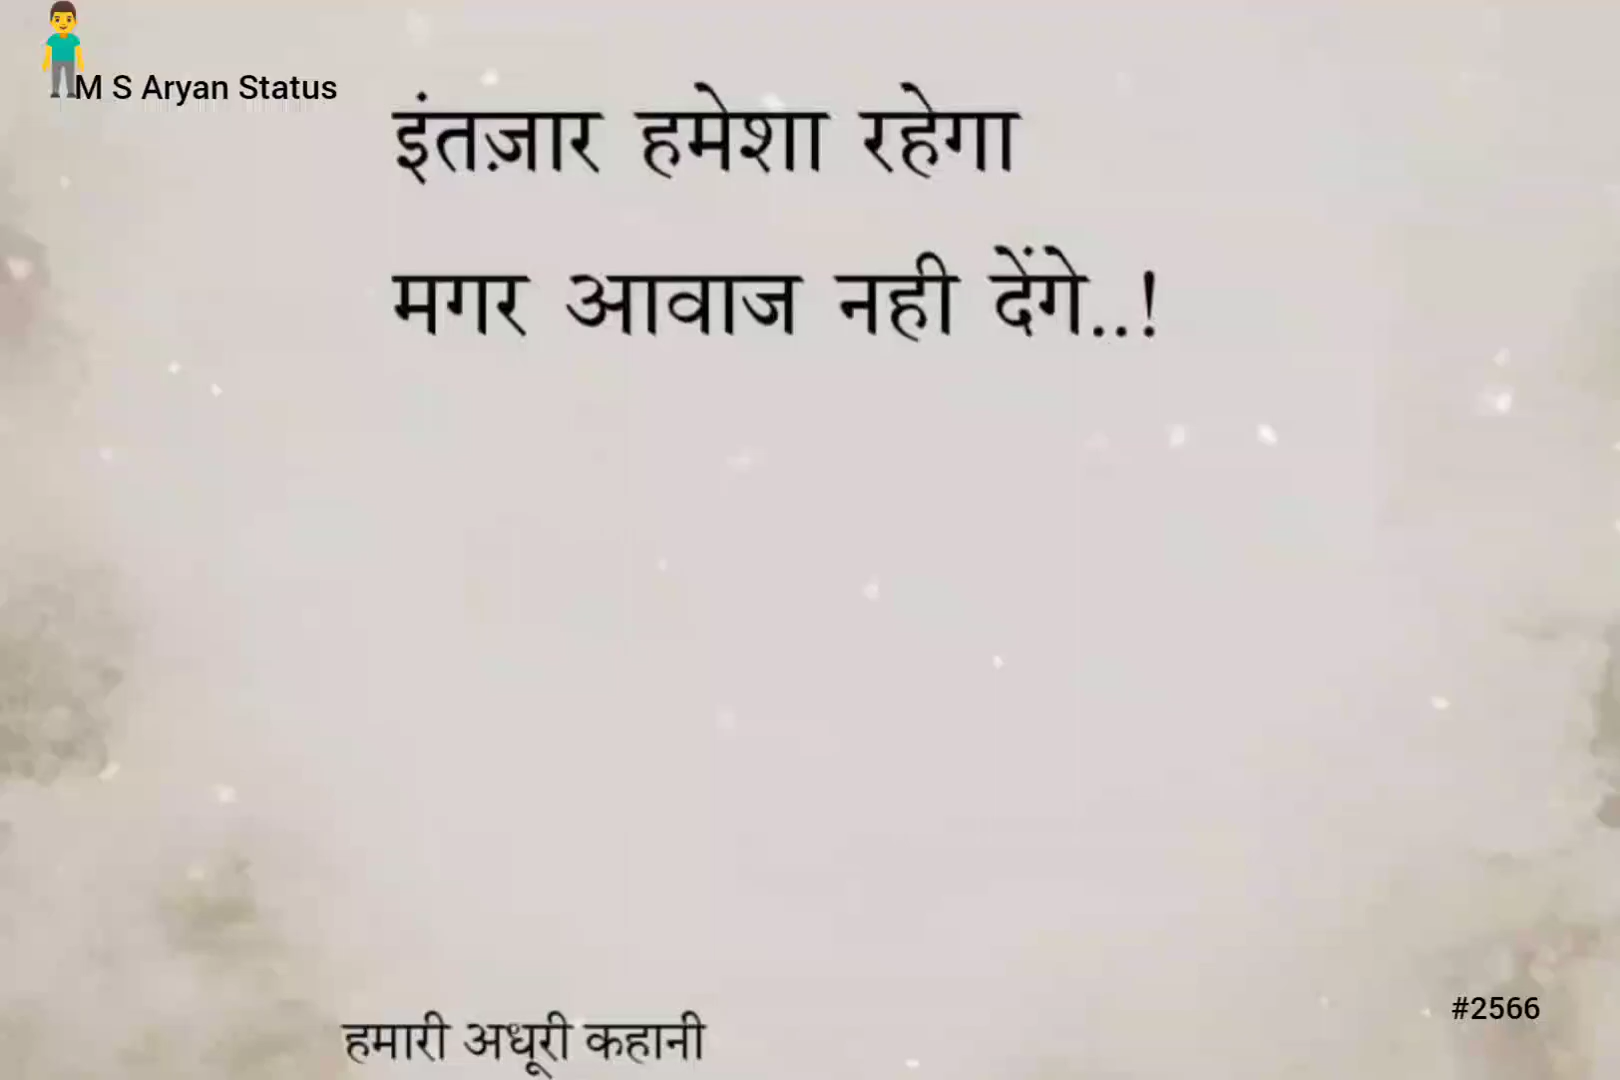 M S Aryan Status
इंतज़ार हमेशा रहेगा
मगर आवाज नही देंगे..!
#2566
हमारी अधूरी कहानी